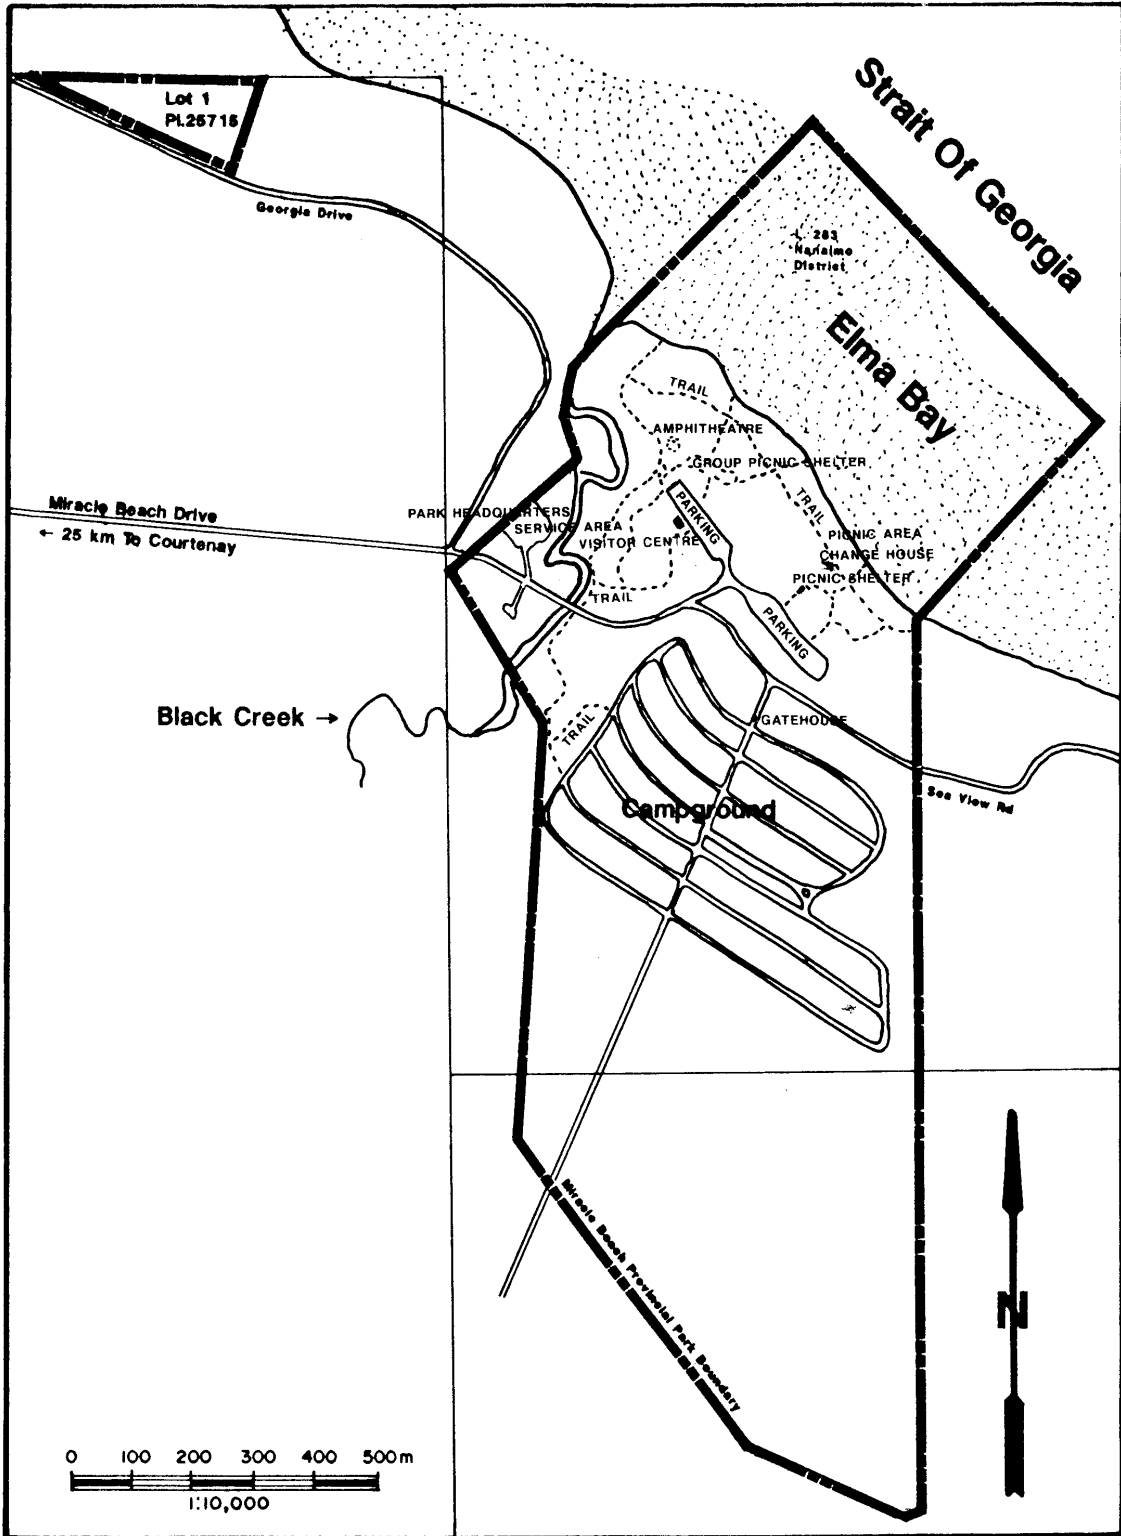 Lot 1
Pl.25715
Strait Of Georgia
Georgia Drive
L. 283
Nanaimo
District
Elma Bay
TRAIL
AMPHITHEATRE
GROUP PICNIC SHELTER
PARKING
TRAIL
Miracle Beach Drive
← 25 km To Courtenay
PARK HEADQUARTERS
SERVICE AREA
VISITOR CENTRE
PICNIC AREA
CHANGE HOUSE
PICNIC SHELTER
TRAIL
PARKING
Black Creek →
TRAIL
GATEHOUSE
Sea View Rd
Campground
Miracle Beach Provincial Park Boundary
N
0 100 200 300 400 500m
1:10,000